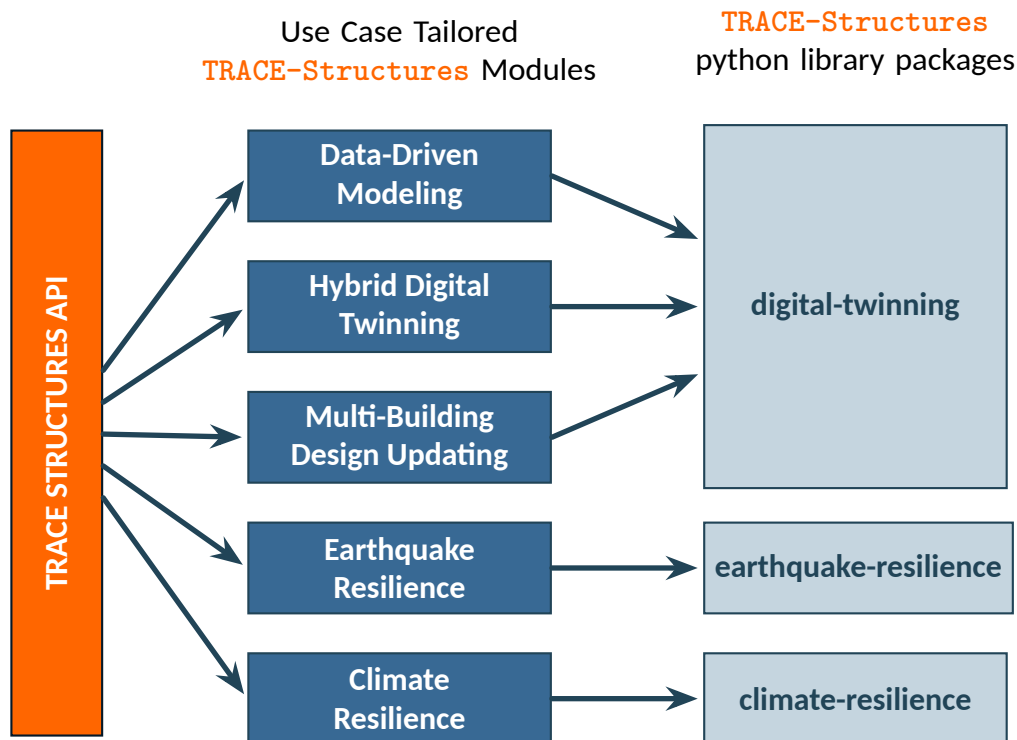 Use Case Tailored
TRACE-Structures Modules
TRACE-Structures
python library packages
TRACE STRUCTURES API
Data-Driven
Modeling
Hybrid Digital
Twinning
Multi-Building
Design Updating
Earthquake
Resilience
Climate
Resilience
digital-twinning
earthquake-resilience
climate-resilience